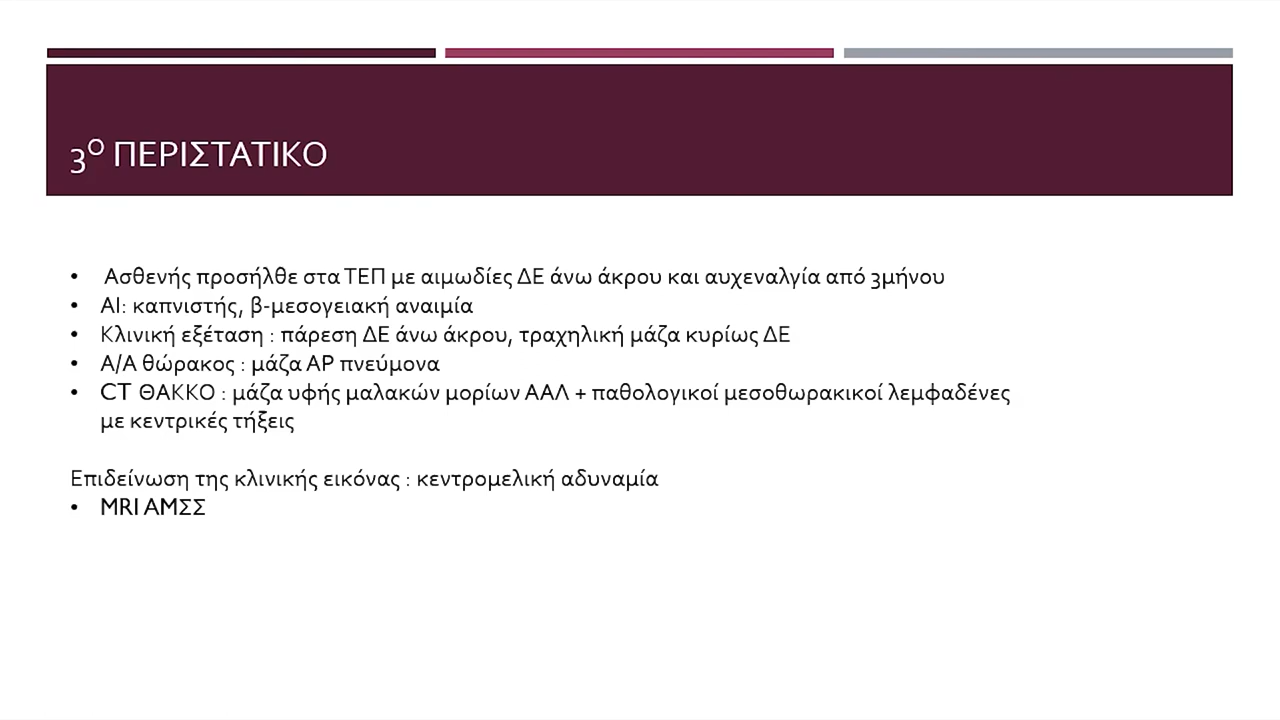 3Ο ΠΕΡΙΣΤΑΤΙΚΟ
• Ασθενής προσήλθε στα ΤΕΠ με αιμωδίες ΔΕ άνω άκρου και αυχεναλγία από 3μήνου
• ΑΙ: καπνιστής, β-μεσογειακή αναιμία
• Κλινική εξέταση : πάρεση ΔΕ άνω άκρου, τραχηλική μάζα κυρίως ΔΕ
• Α/Α θώρακος : μάζα ΑΡ πνεύμονα
• CT ΘΑΚΚΟ : μάζα υφής μαλακών μορίων ΑΑΛ + παθολογικοί μεσοθωρακικοί λεμφαδένες
με κεντρικές τήξεις
Επιδείνωση της κλινικής εικόνας : κεντρομελική αδυναμία
• MRI ΑΜΣΣ